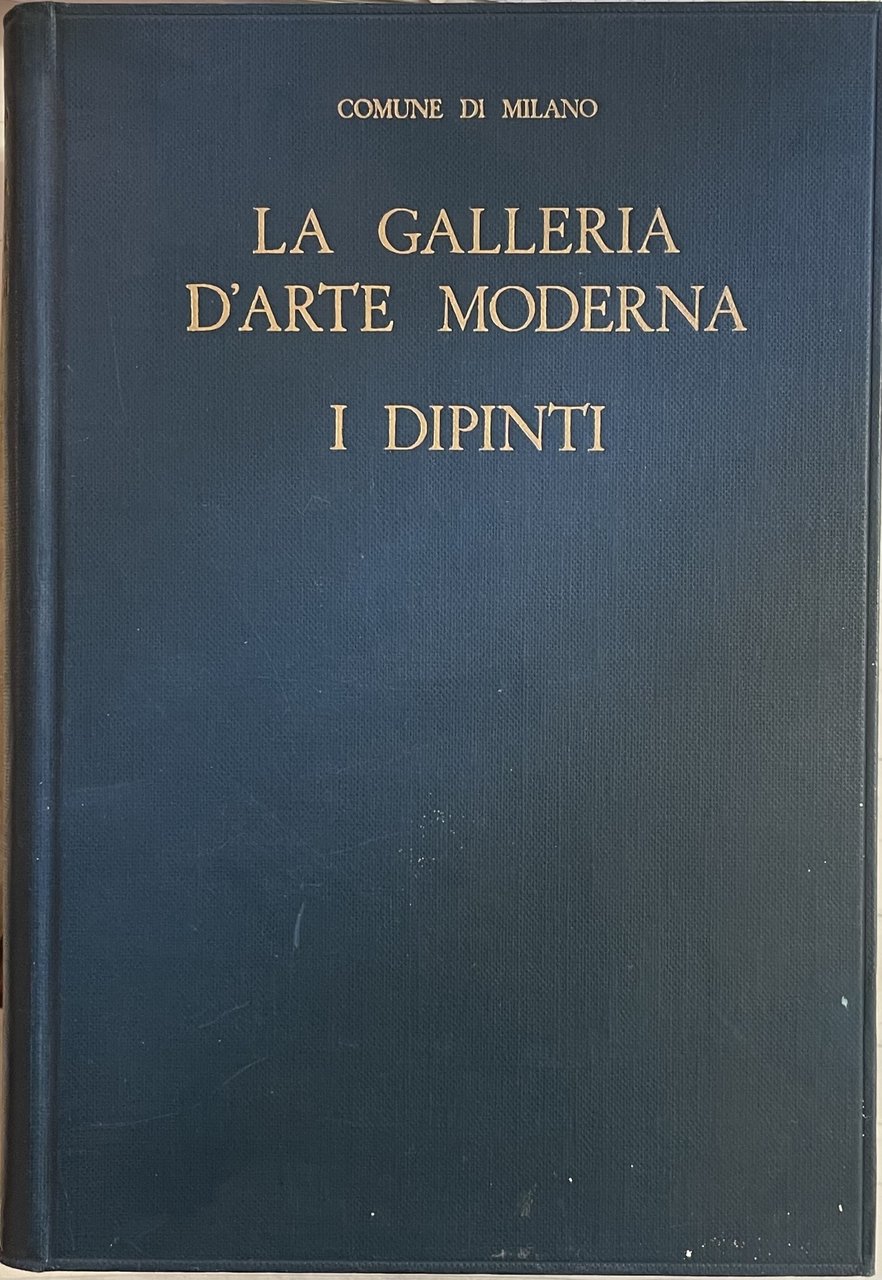 COMUNE DI MILANO
LA GALLERIA
D'ARTE MODERNA
I DIPINTI